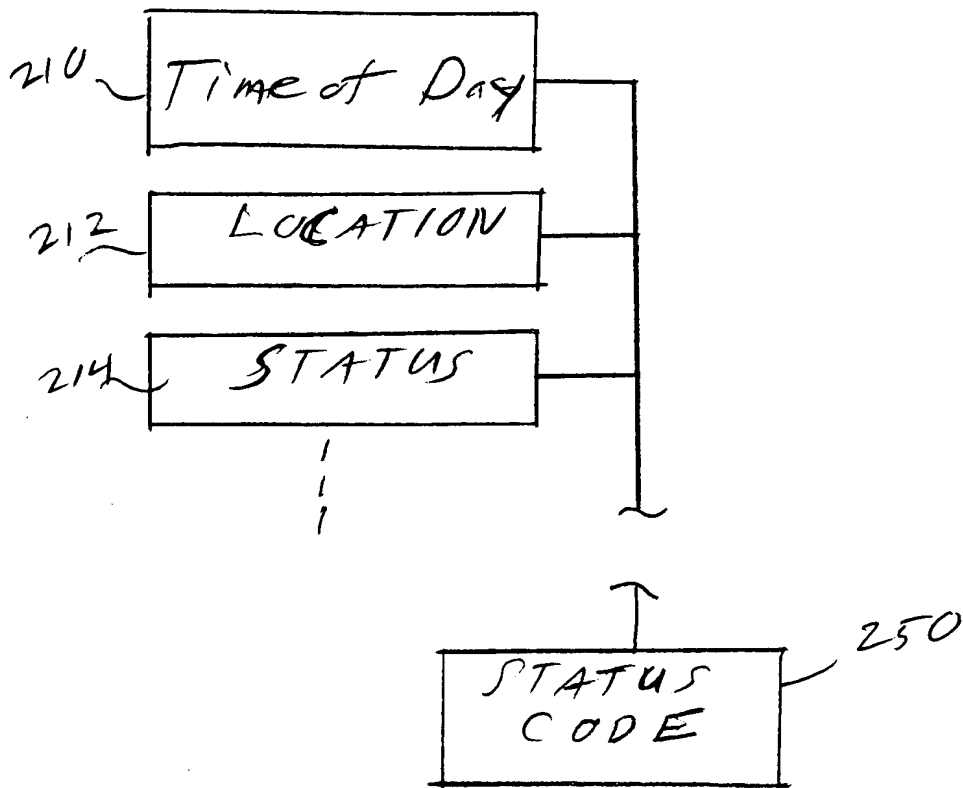 210
Time of Day
212
LOCATION
214
STATUS
250
STATUS
CODE